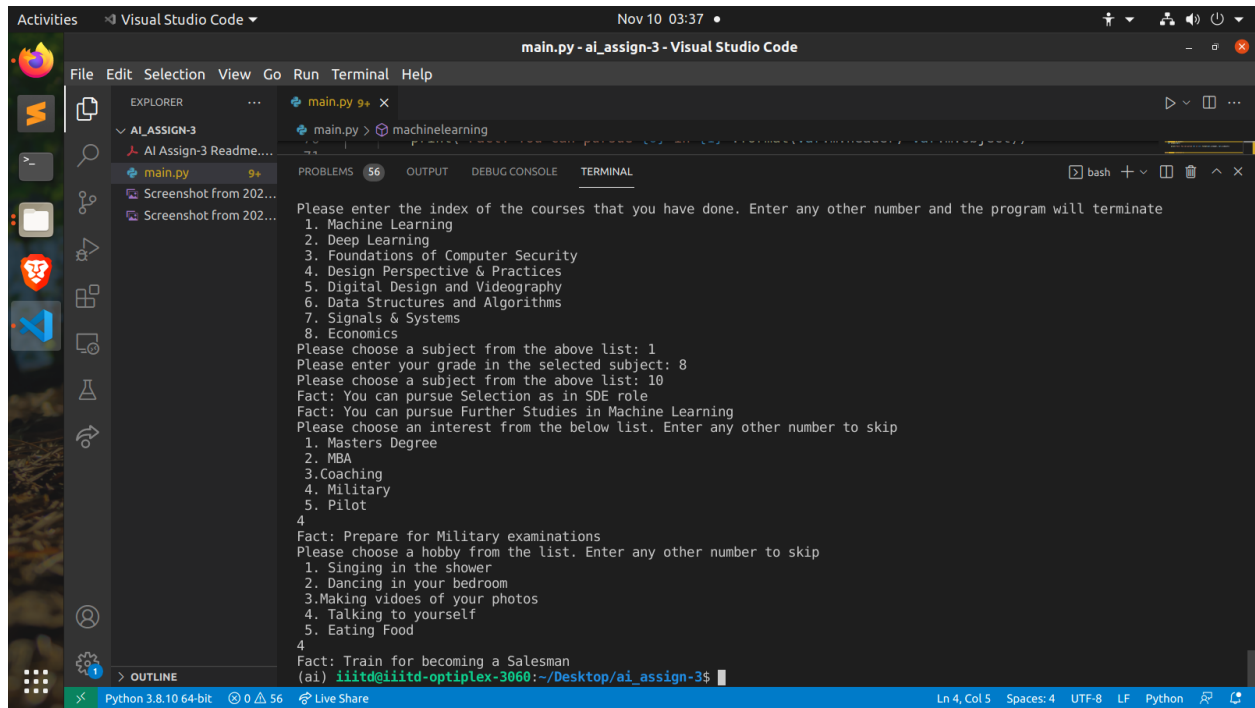 Activities Visual Studio Code Nov 10 03:37
main.py - ai_assign-3 - Visual Studio Code
File Edit Selection View Go Run Terminal Help
EXPLORER ... main.py 9+
AI_ASSIGN-3 main.py > machinelearning
AI Assign-3 Readme....
main.py 9+
Screenshot from 202...
Screenshot from 202...
PROBLEMS 56 OUTPUT DEBUG CONSOLE TERMINAL bash
Please enter the index of the courses that you have done. Enter any other number and the program will terminate
1. Machine Learning
2. Deep Learning
3. Foundations of Computer Security
4. Design Perspective & Practices
5. Digital Design and Videography
6. Data Structures and Algorithms
7. Signals & Systems
8. Economics
Please choose a subject from the above list: 1
Please enter your grade in the selected subject: 8
Please choose a subject from the above list: 10
Fact: You can pursue Selection as in SDE role
Fact: You can pursue Further Studies in Machine Learning
Please choose an interest from the below list. Enter any other number to skip
1. Masters Degree
2. MBA
3.Coaching
4. Military
5. Pilot
4
Fact: Prepare for Military examinations
Please choose a hobby from the list. Enter any other number to skip
1. Singing in the shower
2. Dancing in your bedroom
3.Making vidoes of your photos
4. Talking to yourself
5. Eating Food
4
Fact: Train for becoming a Salesman
(ai) iiitd@iiitd-optiplex-3060:~/Desktop/ai_assign-3$
1
OUTLINE
Python 3.8.10 64-bit 0 56 Live Share Ln 4, Col 5 Spaces: 4 UTF-8 LF Python